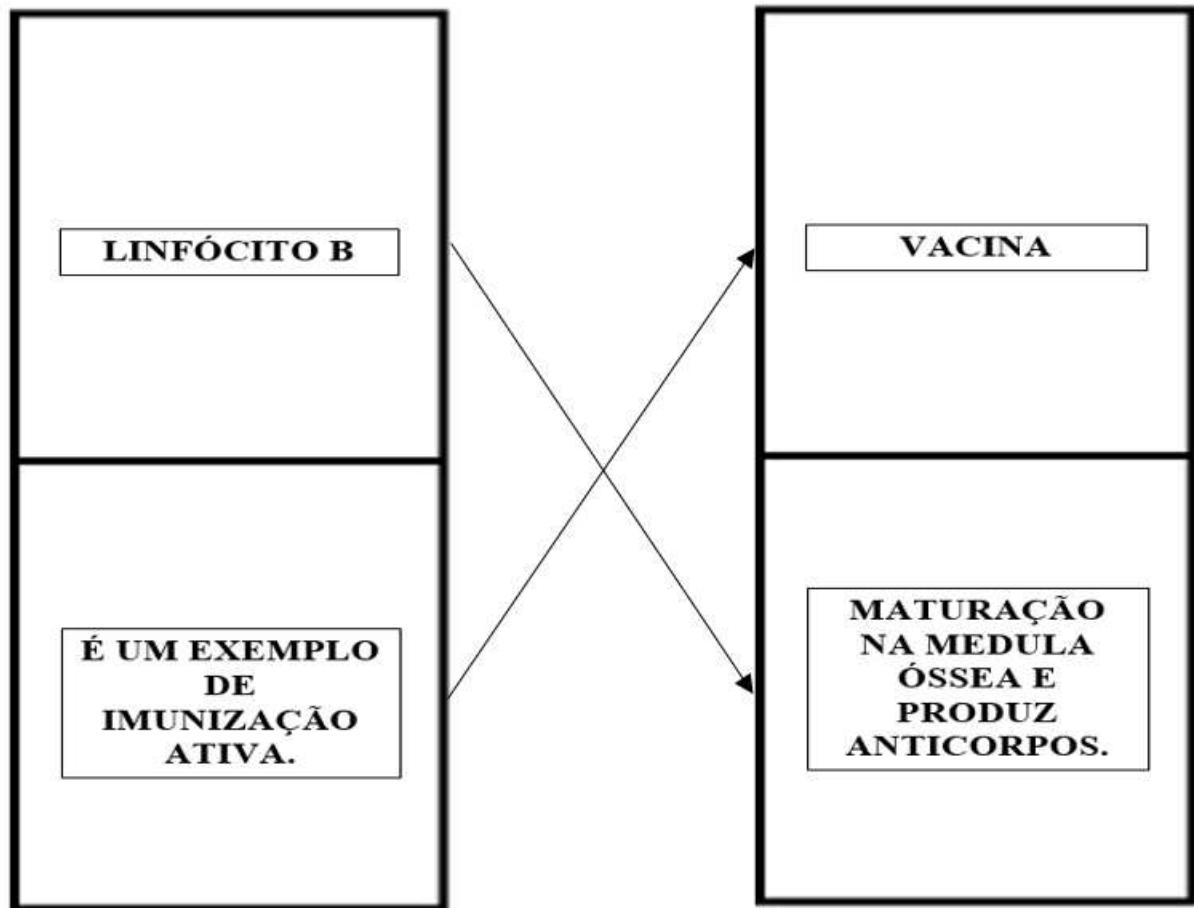 LINFÓCITO B
VACINA
É UM EXEMPLO
DE
IMUNIZAÇÃO
ATIVA.
MATURAÇÃO
NA MEDULA
ÓSSEA E
PRODUZ
ANTICORPOS.